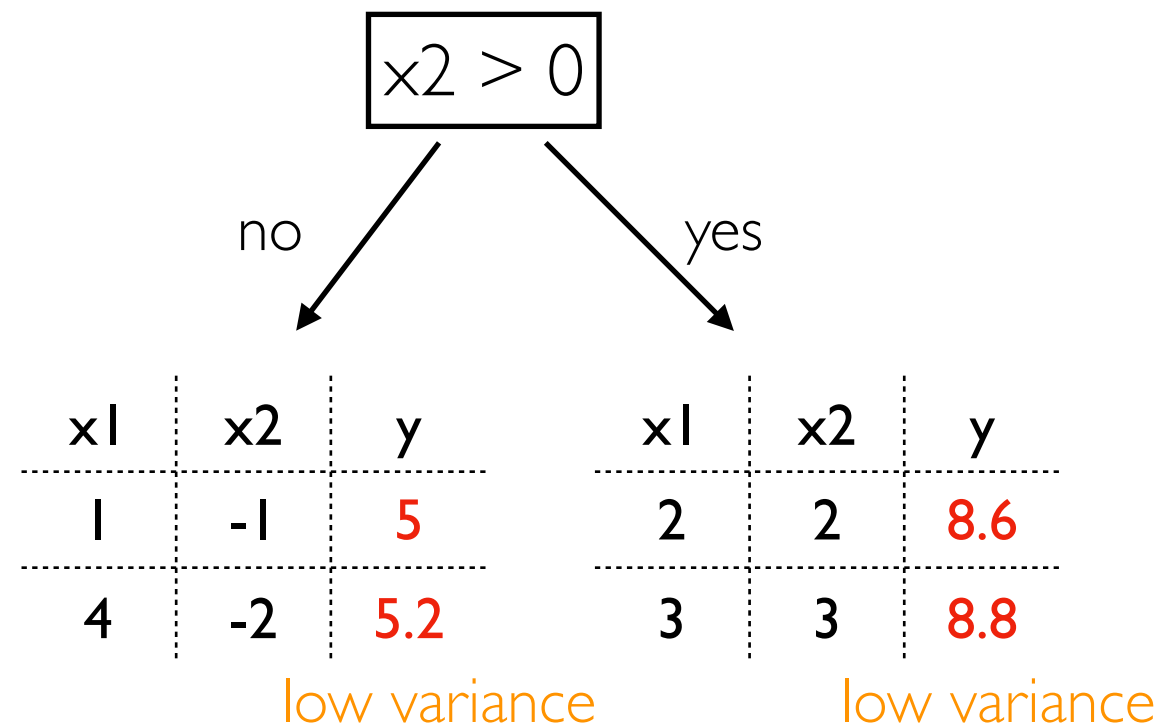 x2 > 0
no
yes
x1 x2 y
1 -1 5
4 -2 5.2
low variance
x1 x2 y
2 2 8.6
3 3 8.8
low variance